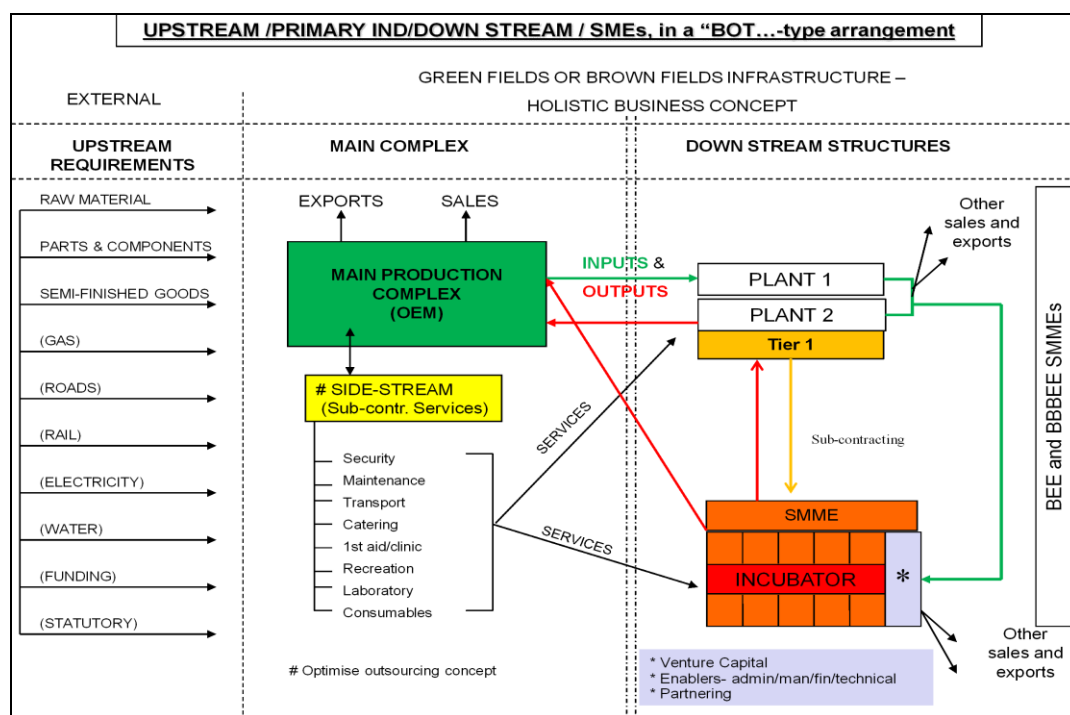 UPSTREAM /PRIMARY IND/DOWN STREAM / SMEs, in a “BOT…-type arrangement
EXTERNAL
GREEN FIELDS OR BROWN FIELDS INFRASTRUCTURE –
HOLISTIC BUSINESS CONCEPT
UPSTREAM
REQUIREMENTS
MAIN COMPLEX
DOWN STREAM STRUCTURES
RAW MATERIAL
PARTS & COMPONENTS
SEMI-FINISHED GOODS
(GAS)
(ROADS)
(RAIL)
(ELECTRICITY)
(WATER)
(FUNDING)
(STATUTORY)
EXPORTS
SALES
MAIN PRODUCTION
COMPLEX
(OEM)
# SIDE-STREAM
(Sub-contr. Services)
Security
Maintenance
Transport
Catering
1st aid/clinic
Recreation
Laboratory
Consumables
# Optimise outsourcing concept
INPUTS &
OUTPUTS
SERVICES
SERVICES
PLANT 1
PLANT 2
Tier 1
Other
sales and
exports
Sub-contracting
SMME
INCUBATOR
*
Other
sales and
exports
* Venture Capital
* Enablers- admin/man/fin/technical
* Partnering
BEE and BBBEE SMMEs